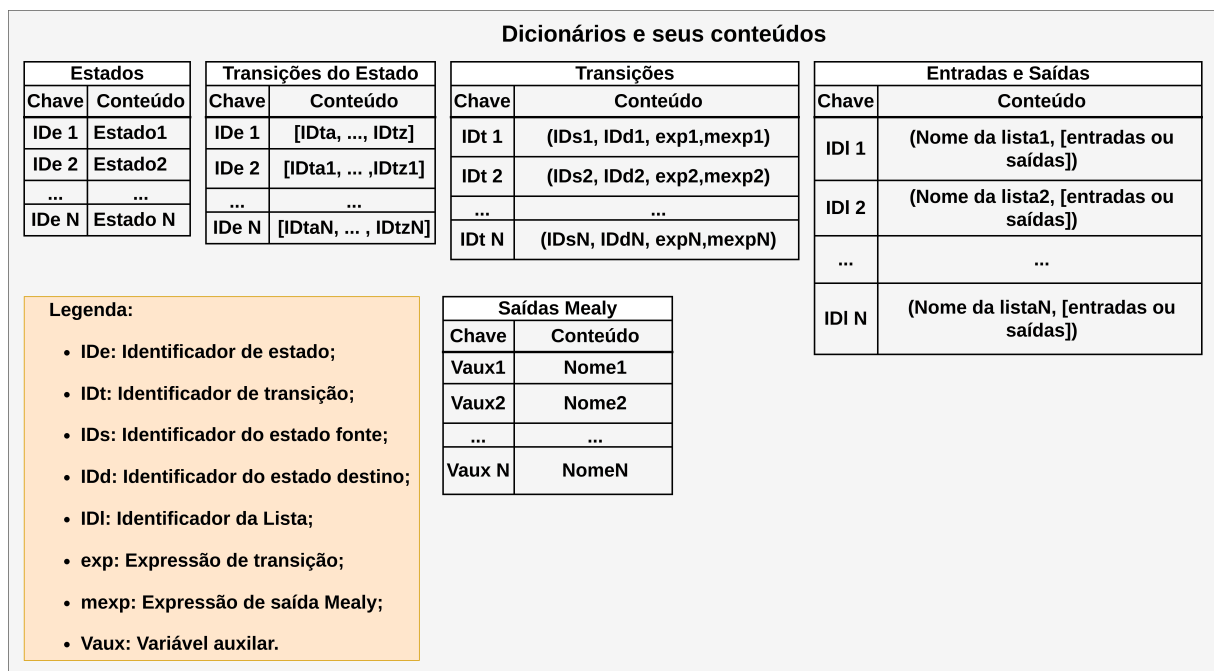 Dicionários e seus conteúdos
Estados
Chave Conteúdo
IDe 1 Estado1
IDe 2 Estado2
... ...
IDe N Estado N
Transições do Estado
Chave Conteúdo
IDe 1 [IDta, ..., IDtz]
IDe 2 [IDta1, ... ,IDtz1]
... ...
IDe N [IDtaN, ... , IDtzN]
Transições
Chave Conteúdo
IDt 1 (IDs1, IDd1, exp1,mexp1)
IDt 2 (IDs2, IDd2, exp2,mexp2)
... ...
IDt N (IDsN, IDdN, expN,mexpN)
Entradas e Saídas
Chave Conteúdo
IDl 1 (Nome da lista1, [entradas ou
saídas])
IDl 2 (Nome da lista2, [entradas ou
saídas])
... ...
IDl N (Nome da listaN, [entradas ou
saídas])
Legenda:
• IDe: Identificador de estado;
• IDt: Identificador de transição;
• IDs: Identificador do estado fonte;
• IDd: Identificador do estado destino;
• IDl: Identificador da Lista;
• exp: Expressão de transição;
• mexp: Expressão de saída Mealy;
• Vaux: Variável auxilar.
Saídas Mealy
Chave Conteúdo
Vaux1 Nome1
Vaux2 Nome2
... ...
Vaux N NomeN